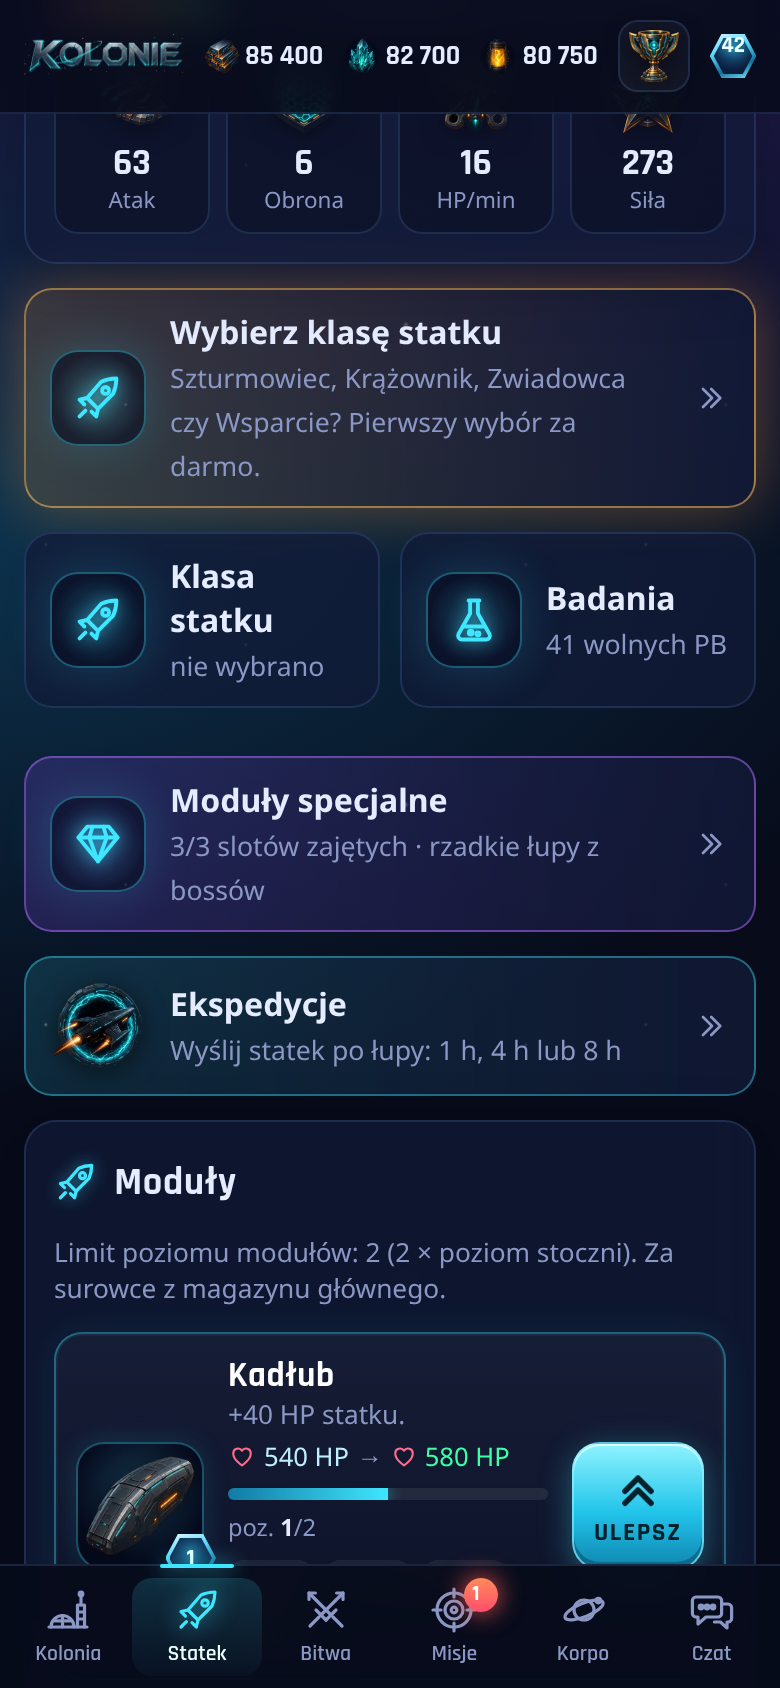 KOLONIE 85 400 82 700 80 750 42
63 6 16 273
Atak Obrona HP/min Siła
Wybierz klasę statku
Szturmowiec, Krążownik, Zwiadowca
czy Wsparcie? Pierwszy wybór za
darmo.
Klasa
statku
nie wybrano
Badania
41 wolnych PB
Moduły specjalne
3/3 slotów zajętych · rzadkie łupy z
bossów
Ekspedycje
Wyślij statek po łupy: 1 h, 4 h lub 8 h
Moduły
Limit poziomu modułów: 2 (2 × poziom stoczni). Za
surowce z magazynu głównego.
Kadłub
+40 HP statku.
540 HP → 580 HP
poz. 1/2
ULEPSZ
1
1
Kolonia Statek Bitwa Misje Korpo Czat